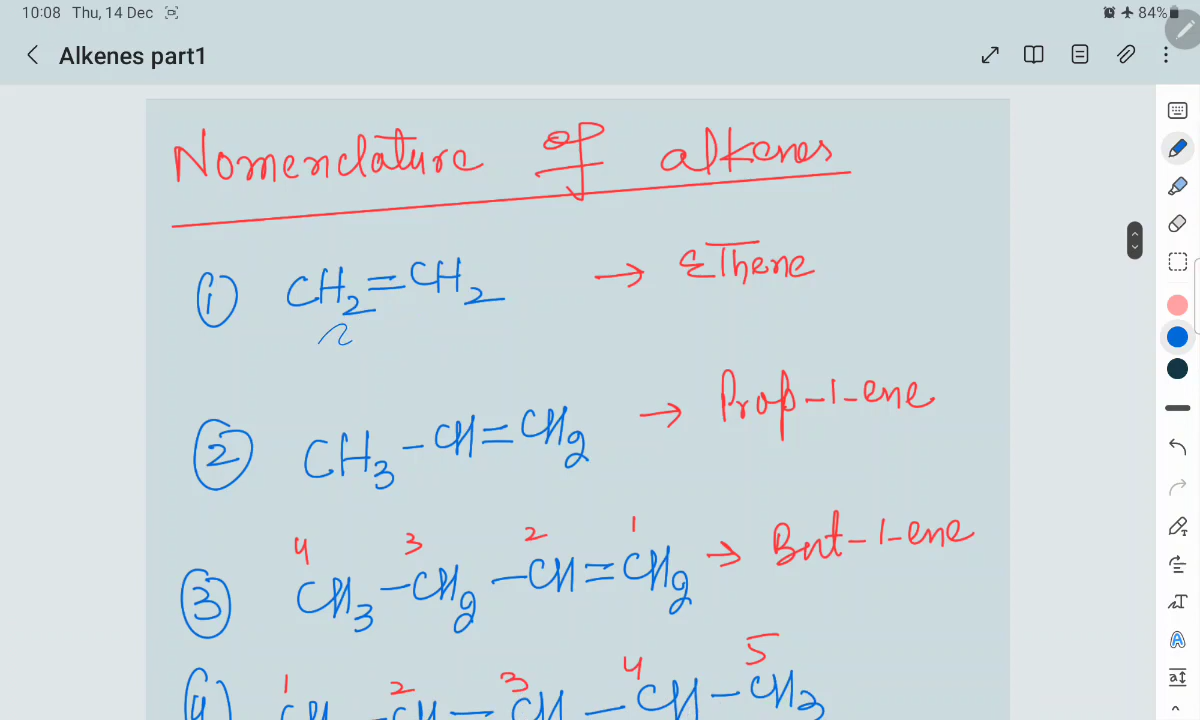 10:08 Thu, 14 Dec 84%
Alkenes part1
Nomenclature of alkenes
① CH₂=CH₂ → Ethene
② CH₃-CH=CH₂ → Prop-1-ene
4 3 2 1
③ CH₃-CH₂-CH=CH₂ → But-1-ene
1 2 3 4 5
CH₃